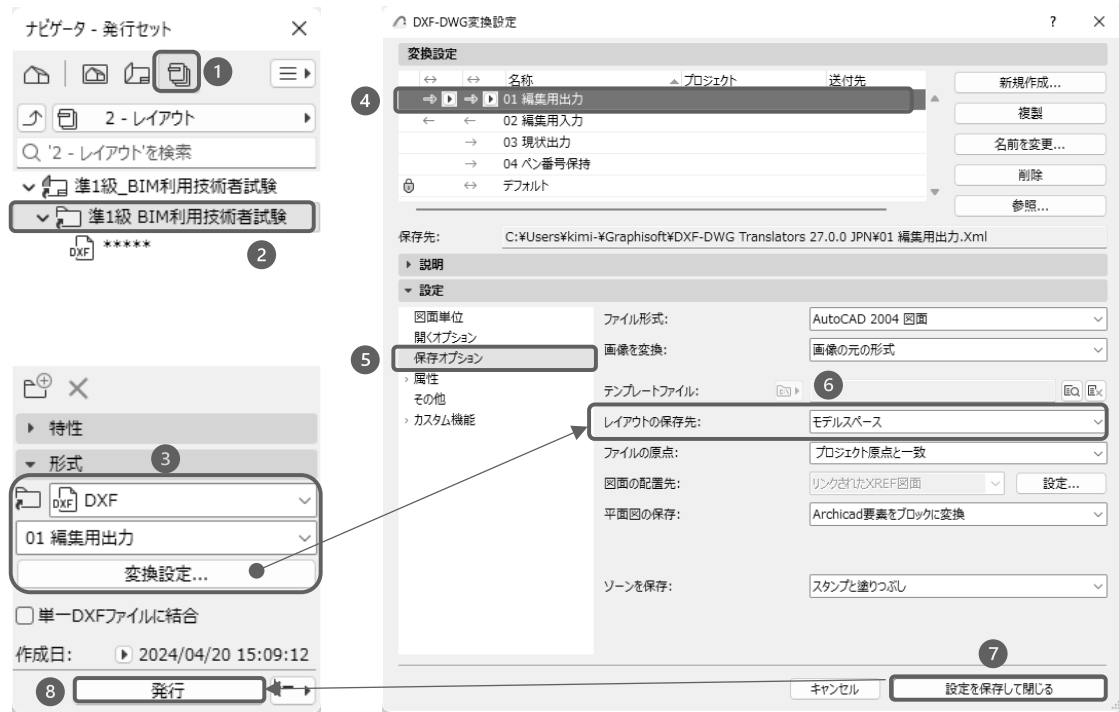 ナビゲータ - 発行セット
1
2 - レイアウト
'2 - レイアウト'を検索
準1級_BIM利用技術者試験
準1級 BIM利用技術者試験
DXF *****
2
特性
形式
3
DXF DXF
01 編集用出力
変換設定...
単一DXFファイルに結合
作成日: 2024/04/20 15:09:12
8
発行
DXF-DWG変換設定
?
変換設定
名称 プロジェクト 送付先
4
01 編集用出力
02 編集用入力
03 現状出力
04 ペン番号保持
デフォルト
新規作成...
複製
名前を変更...
削除
参照...
保存先: C:¥Users¥kimi-¥Graphisoft¥DXF-DWG Translators 27.0.0 JPN¥01 編集用出力.Xml
説明
設定
図面単位
開くオプション
5
保存オプション
属性
その他
カスタム機能
ファイル形式: AutoCAD 2004 図面
画像を変換: 画像の元の形式
テンプレートファイル:
6
レイアウトの保存先: モデルスペース
ファイルの原点: プロジェクト原点と一致
図面の配置先: リンクされたXREF図面 設定...
平面図の保存: Archicad要素をブロックに変換
ゾーンを保存: スタンプと塗りつぶし
7
キャンセル 設定を保存して閉じる